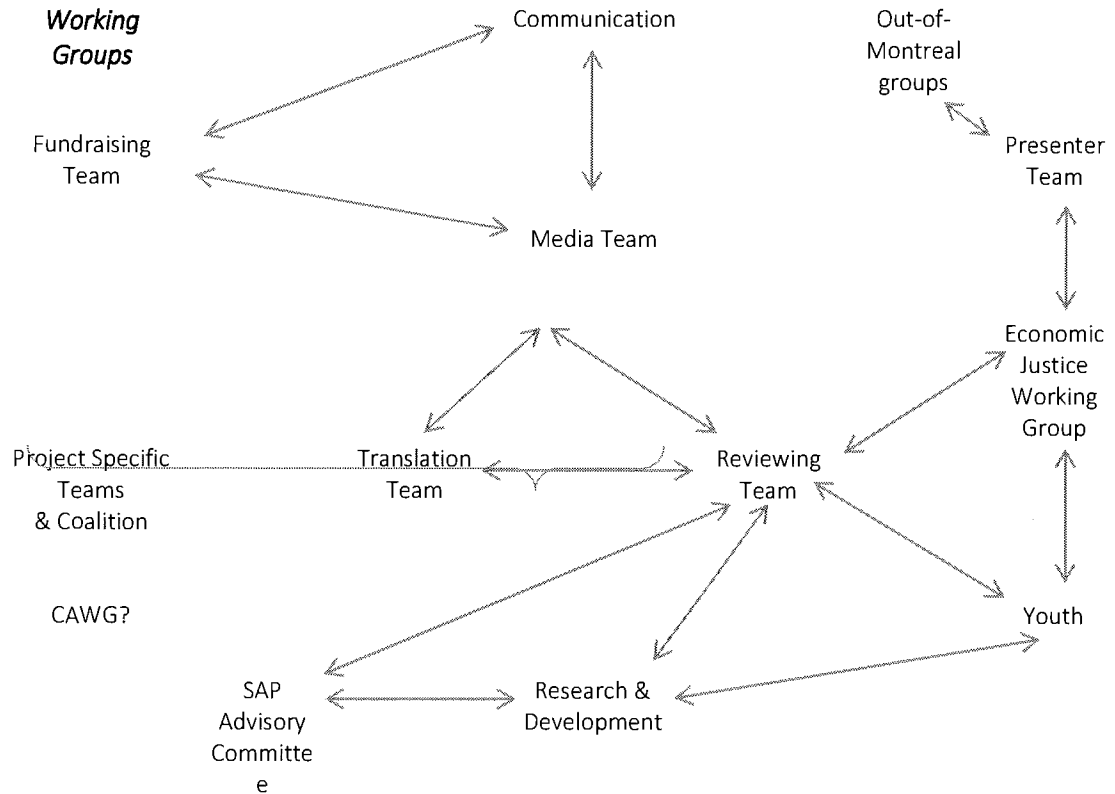 Working
Groups
Communication
Out-of-
Montreal
groups
Fundraising
Team
Presenter
Team
Media Team
Economic
Justice
Working
Group
Project Specific
Teams
& Coalition
Translation
Team
Reviewing
Team
CAWG?
Youth
SAP
Advisory
Committe
e
Research &
Development